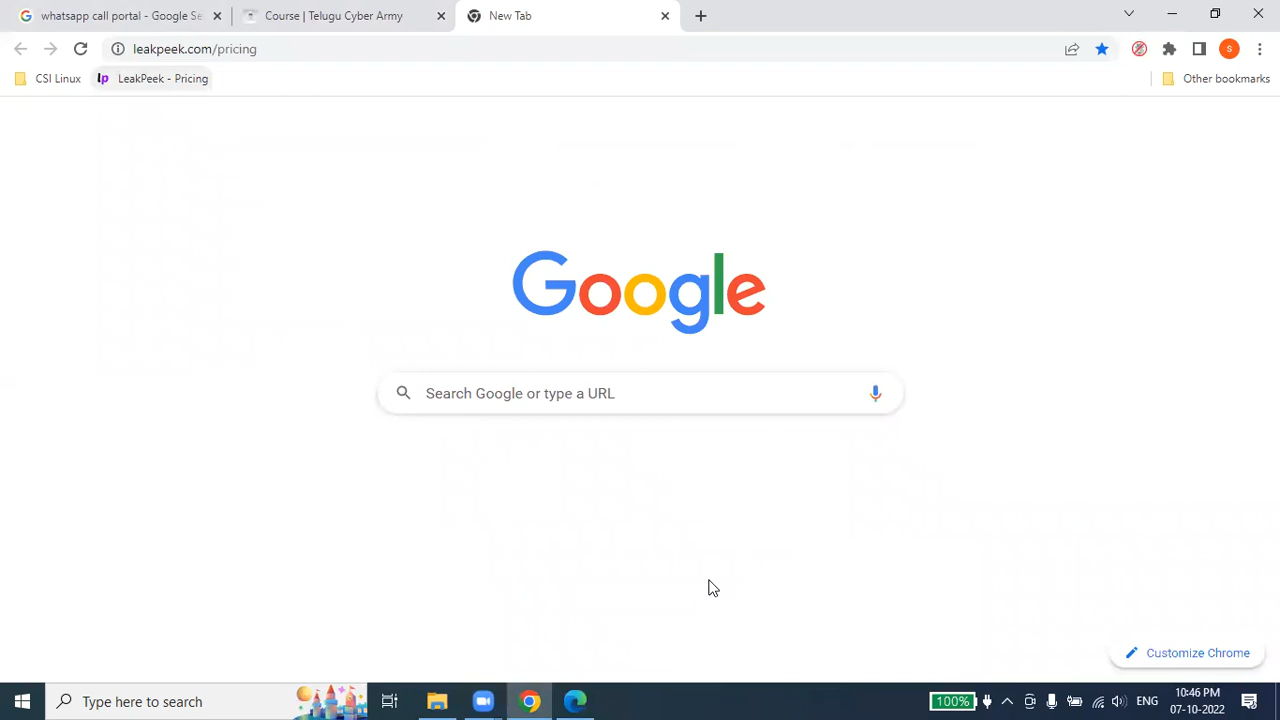 whatsapp call portal - Google Se
Course | Telugu Cyber Army
New Tab
leakpeek.com/pricing
S
CSI Linux
lp LeakPeek - Pricing
Other bookmarks
Google
Search Google or type a URL
Customize Chrome
Type here to search
100%
ENG
10:46 PM
07-10-2022